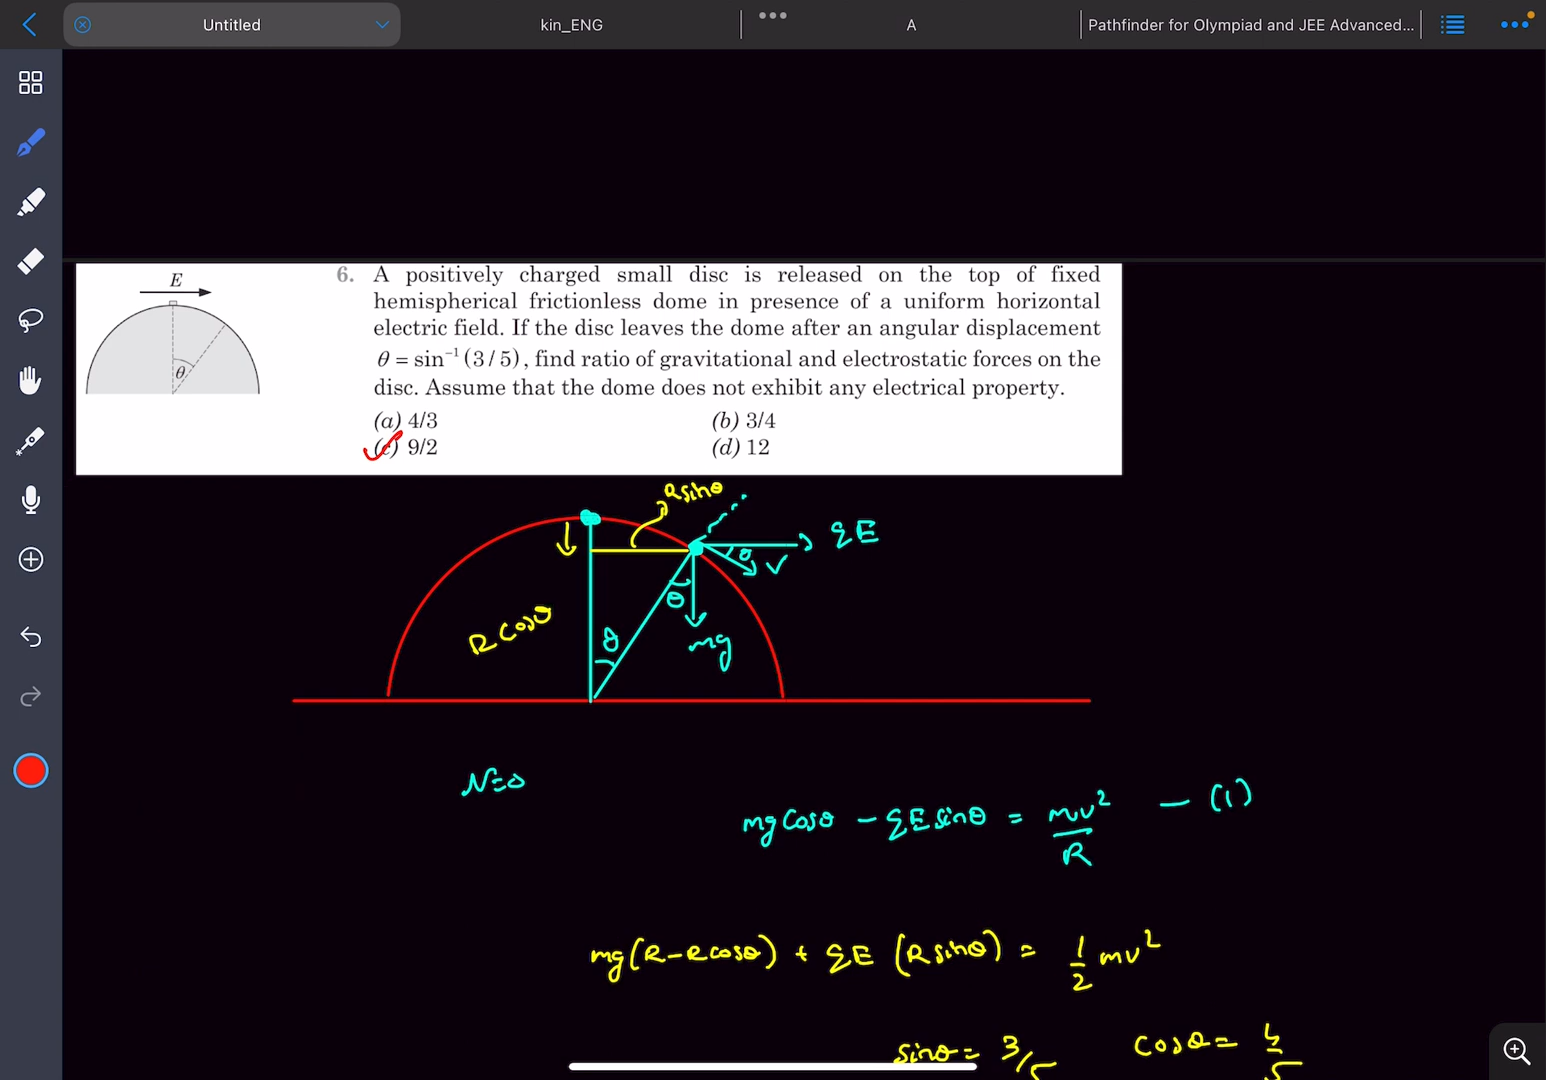 Untitled
kin_ENG
A
Pathfinder for Olympiad and JEE Advanced...
E
θ
6. A positively charged small disc is released on the top of fixed
hemispherical frictionless dome in presence of a uniform horizontal
electric field. If the disc leaves the dome after an angular displacement
θ = sin⁻¹ (3 / 5), find ratio of gravitational and electrostatic forces on the
disc. Assume that the dome does not exhibit any electrical property.
(a) 4/3 (b) 3/4
(c) 9/2 (d) 12
R sinθ
qE
θ
v
θ
R cosθ
θ
mg
N=0
mg cosθ - qE sinθ = mv²/R — (1)
mg(R-Rcosθ) + qE (R sinθ) = 1/2 mv²
sinθ = 3/5 cosθ = 4/5